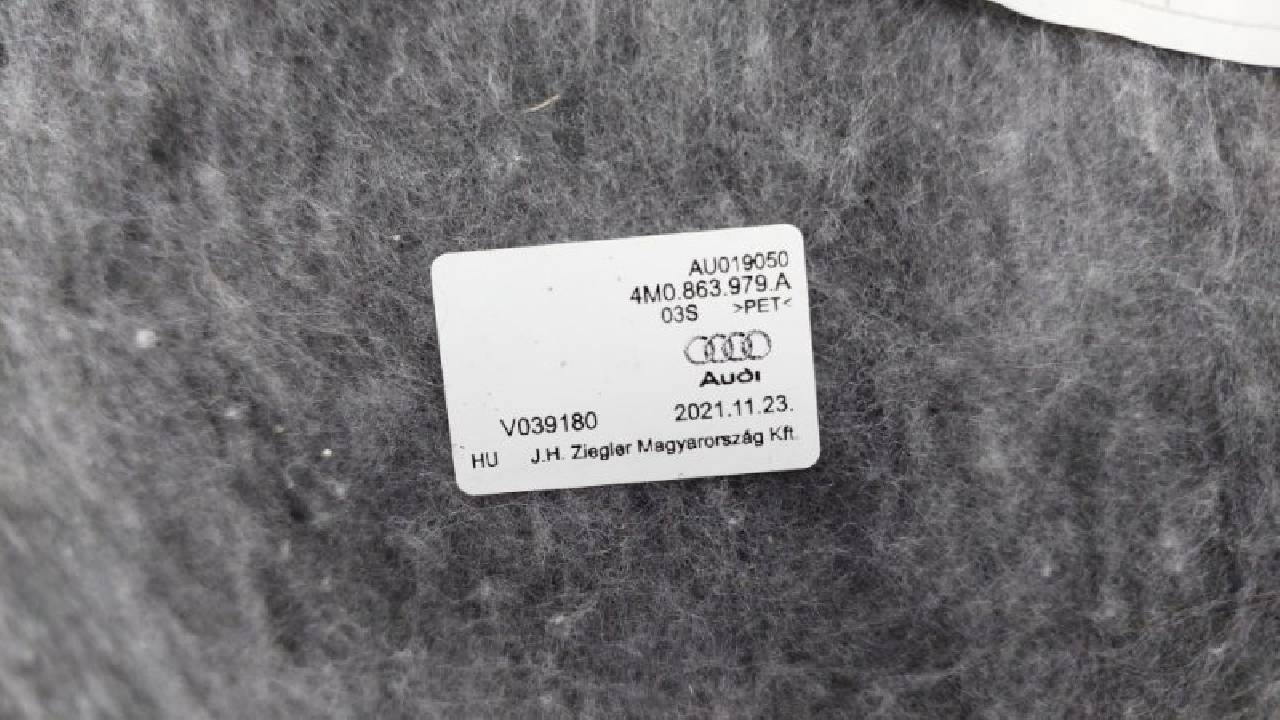 AU019050
4M0.863.979.A
03S >PET<
Audi
V039180 2021.11.23.
HU J.H. Ziegler Magyarország Kft.